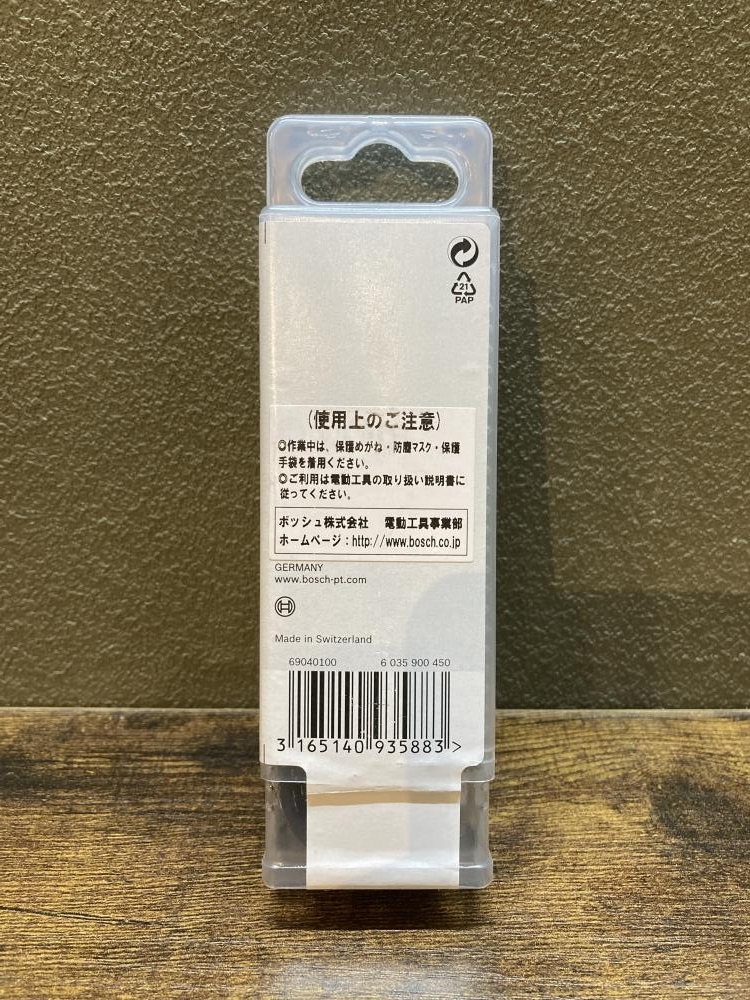 21
PAP
(使用上のご注意)
◎作業中は、保護めがね・防塵マスク・保護
手袋を着用ください。
◎ご利用は電動工具の取り扱い説明書に
従ってください。
ボッシュ株式会社 電動工具事業部
ホームページ:http://www.bosch.co.jp
GERMANY
www.bosch-pt.com
Made in Switzerland
69040100 6 035 900 450
3 165140 935883 >